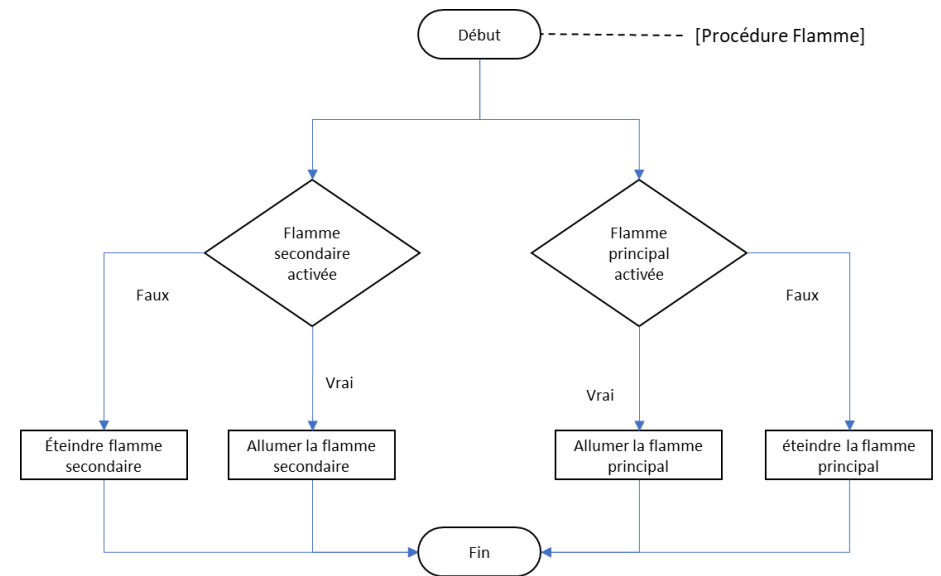 Début
[Procédure Flamme]
Flamme
secondaire
activée
Flamme
principal
activée
Faux
Faux
Vrai
Vrai
Éteindre flamme
secondaire
Allumer la flamme
secondaire
Allumer la flamme
principal
éteindre la flamme
principal
Fin